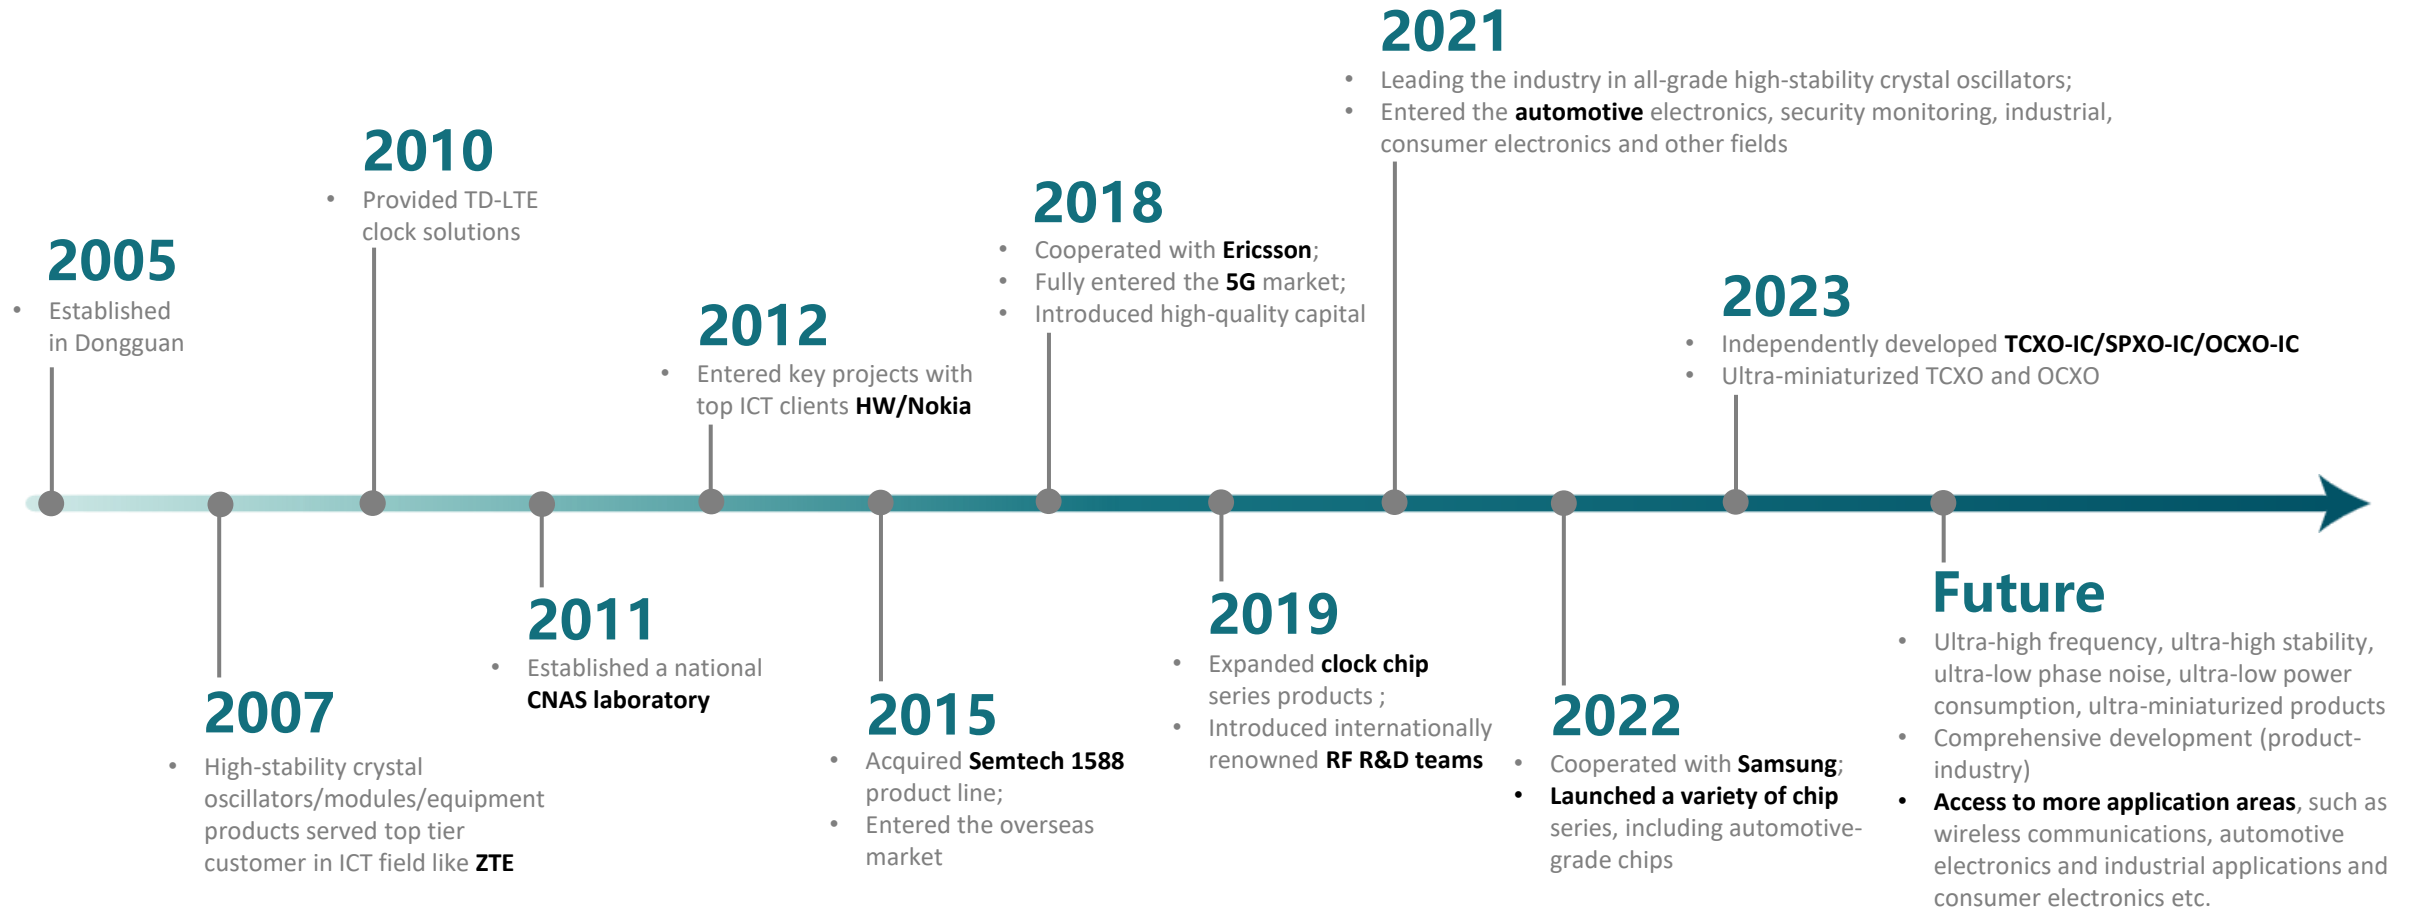 2005
• Established
in Dongguan
2007
• High-stability crystal
oscillators/modules/equipment
products served top tier
customer in ICT field like ZTE
2010
• Provided TD-LTE
clock solutions
2011
• Established a national
CNAS laboratory
2012
• Entered key projects with
top ICT clients HW/Nokia
2015
• Acquired Semtech 1588
product line;
• Entered the overseas
market
2018
• Cooperated with Ericsson;
• Fully entered the 5G market;
• Introduced high-quality capital
2019
• Expanded clock chip
series products ;
• Introduced internationally
renowned RF R&D teams
2021
• Leading the industry in all-grade high-stability crystal oscillators;
• Entered the automotive electronics, security monitoring, industrial,
consumer electronics and other fields
2022
• Cooperated with Samsung;
• Launched a variety of chip
series, including automotive-
grade chips
2023
• Independently developed TCXO-IC/SPXO-IC/OCXO-IC
• Ultra-miniaturized TCXO and OCXO
Future
• Ultra-high frequency, ultra-high stability,
ultra-low phase noise, ultra-low power
consumption, ultra-miniaturized products
• Comprehensive development (product-
industry)
• Access to more application areas, such as
wireless communications, automotive
electronics and industrial applications and
consumer electronics etc.